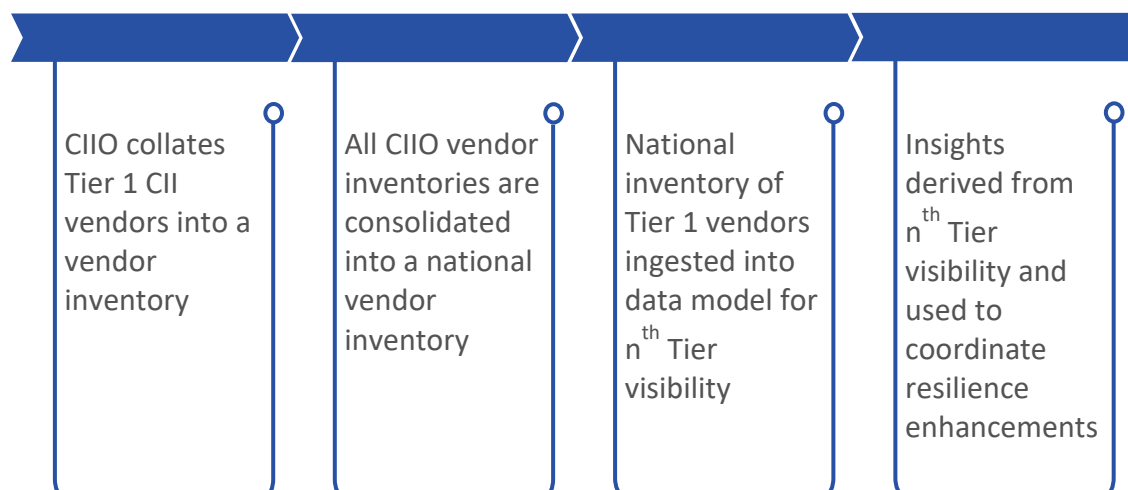 CIIO collates
Tier 1 CII
vendors into a
vendor
inventory
All CIIO vendor
inventories are
consolidated
into a national
vendor
inventory
National
inventory of
Tier 1 vendors
ingested into
data model for
nth Tier
visibility
Insights
derived from
nth Tier
visibility and
used to
coordinate
resilience
enhancements